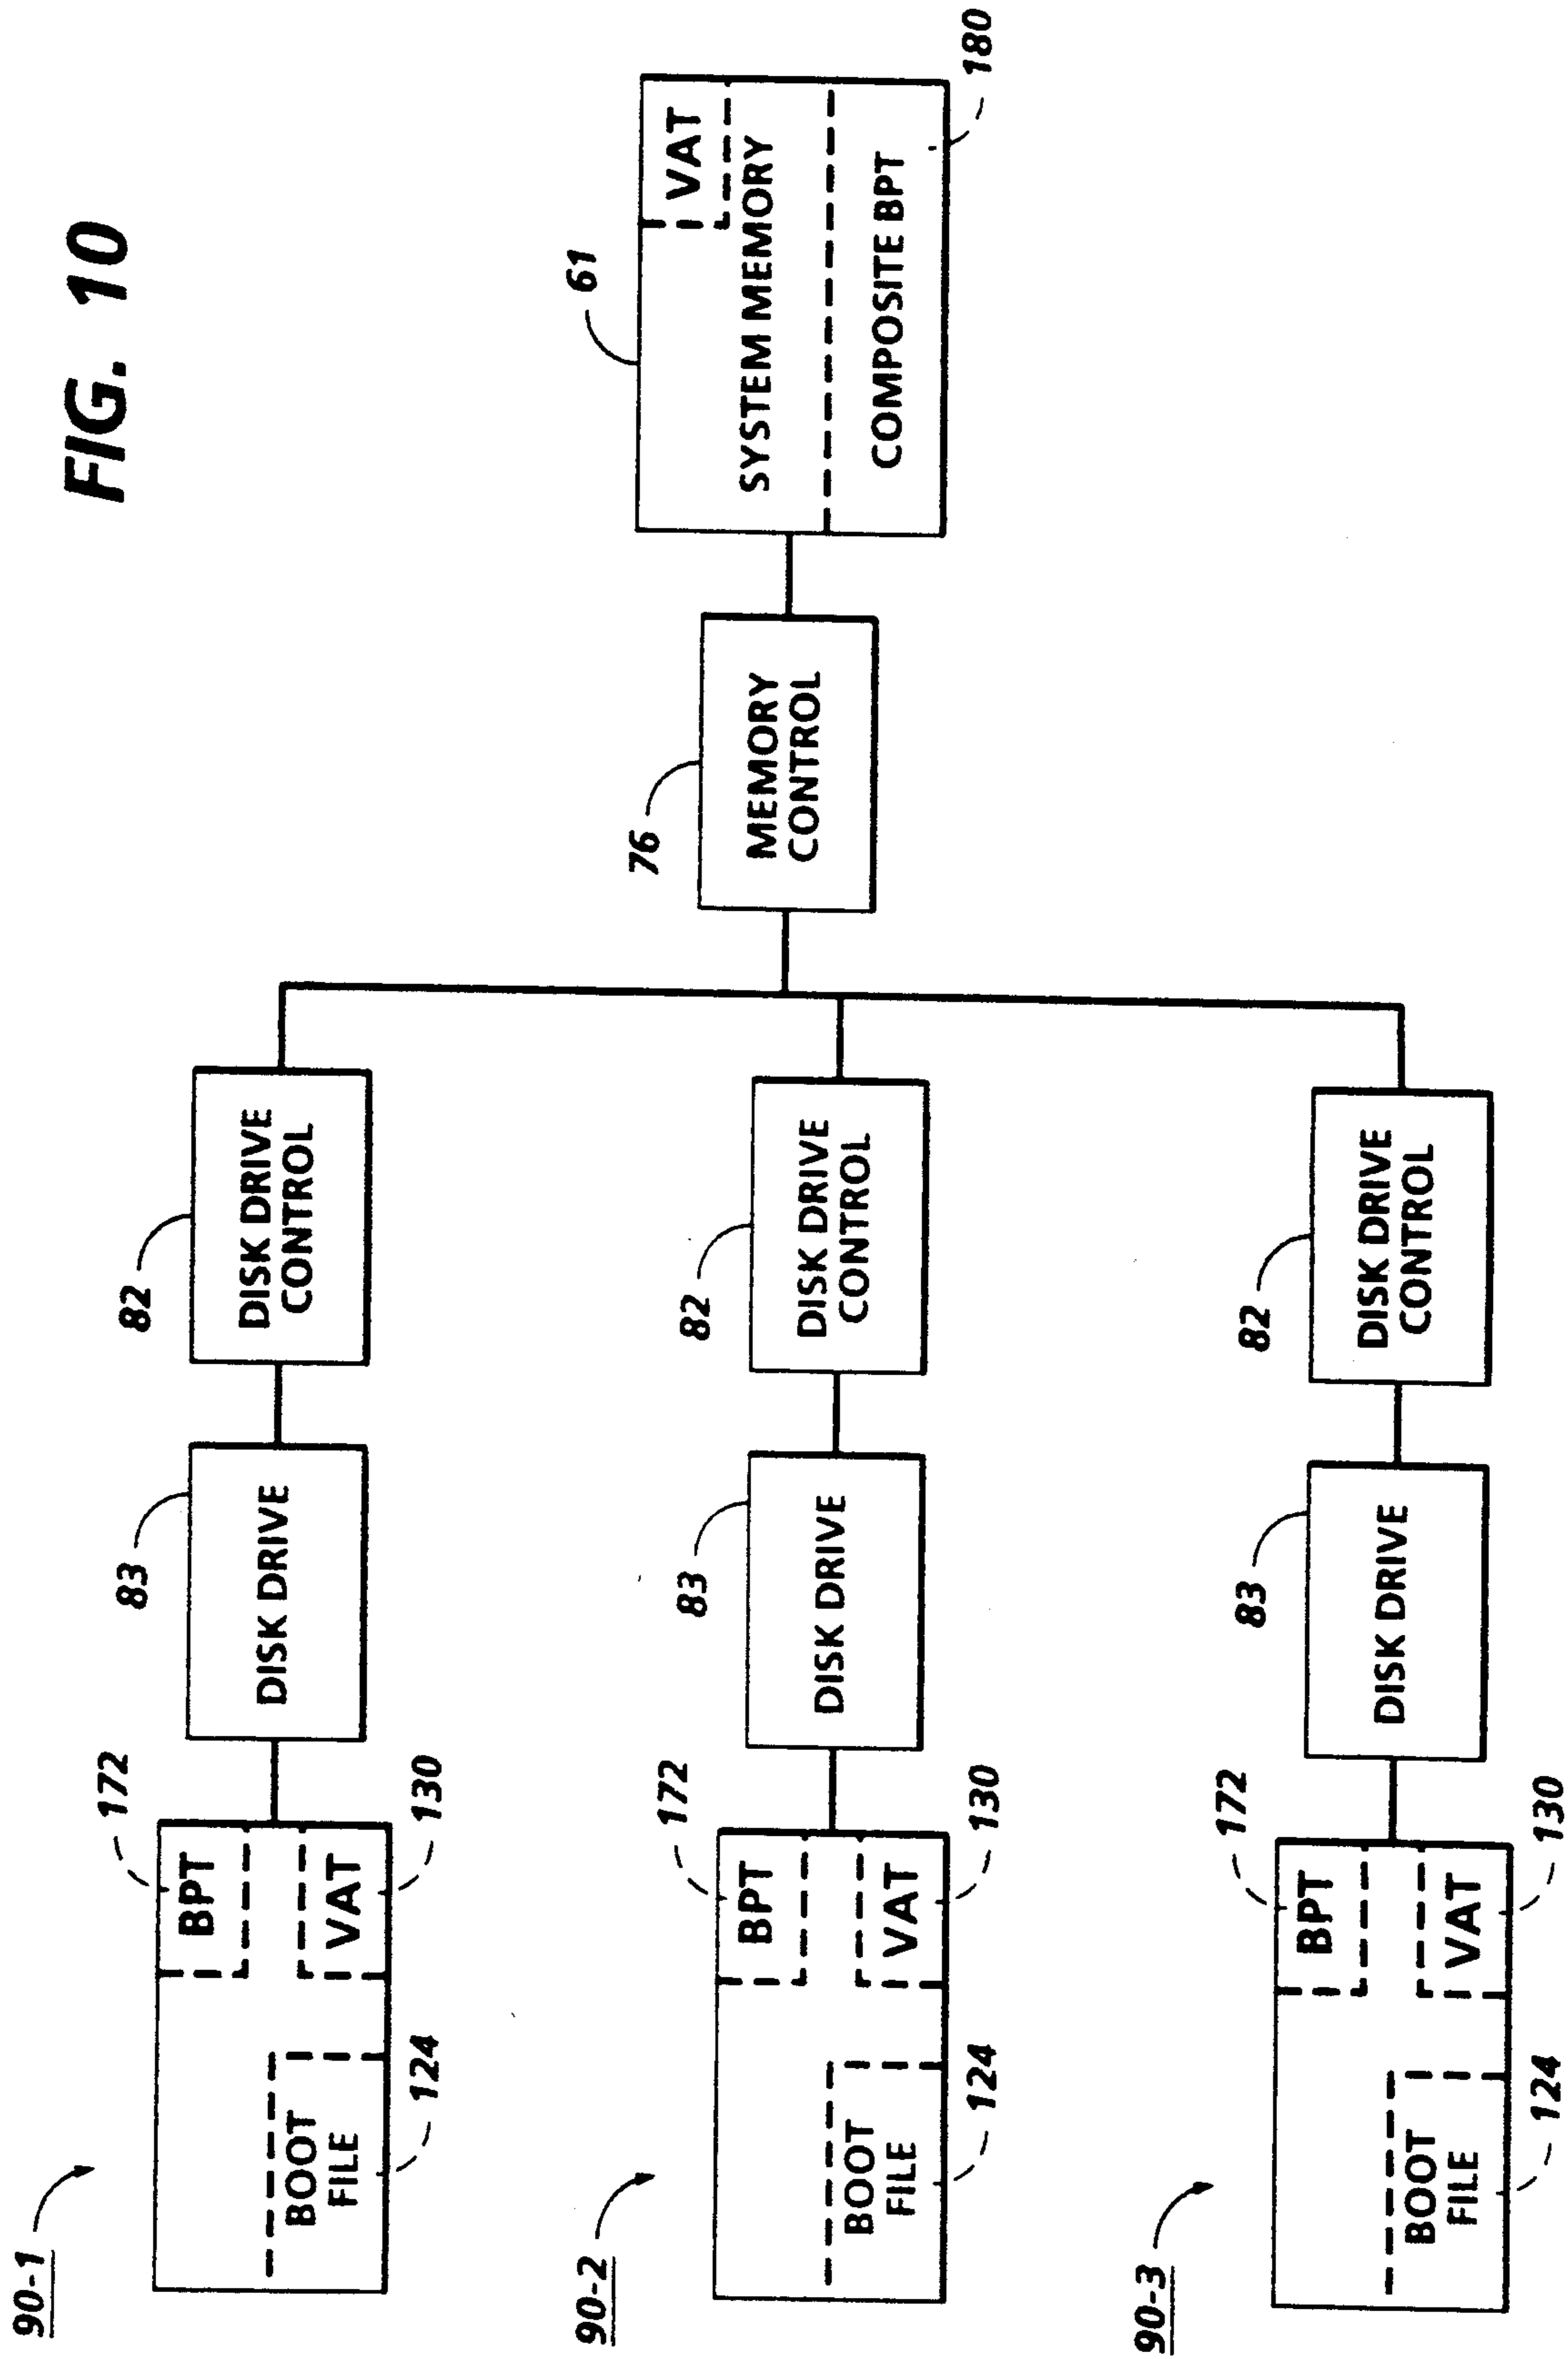 FIG. 10
90-1
172
BPT
83
DISK DRIVE
82
DISK DRIVE
CONTROL
BOOT
FILE
124
VAT
130
90-2
172
BPT
83
DISK DRIVE
82
DISK DRIVE
CONTROL
BOOT
FILE
124
VAT
130
76
MEMORY
CONTROL
61
VAT
SYSTEM MEMORY
COMPOSITE BPT
180
90-3
172
BPT
83
DISK DRIVE
82
DISK DRIVE
CONTROL
BOOT
FILE
124
VAT
130